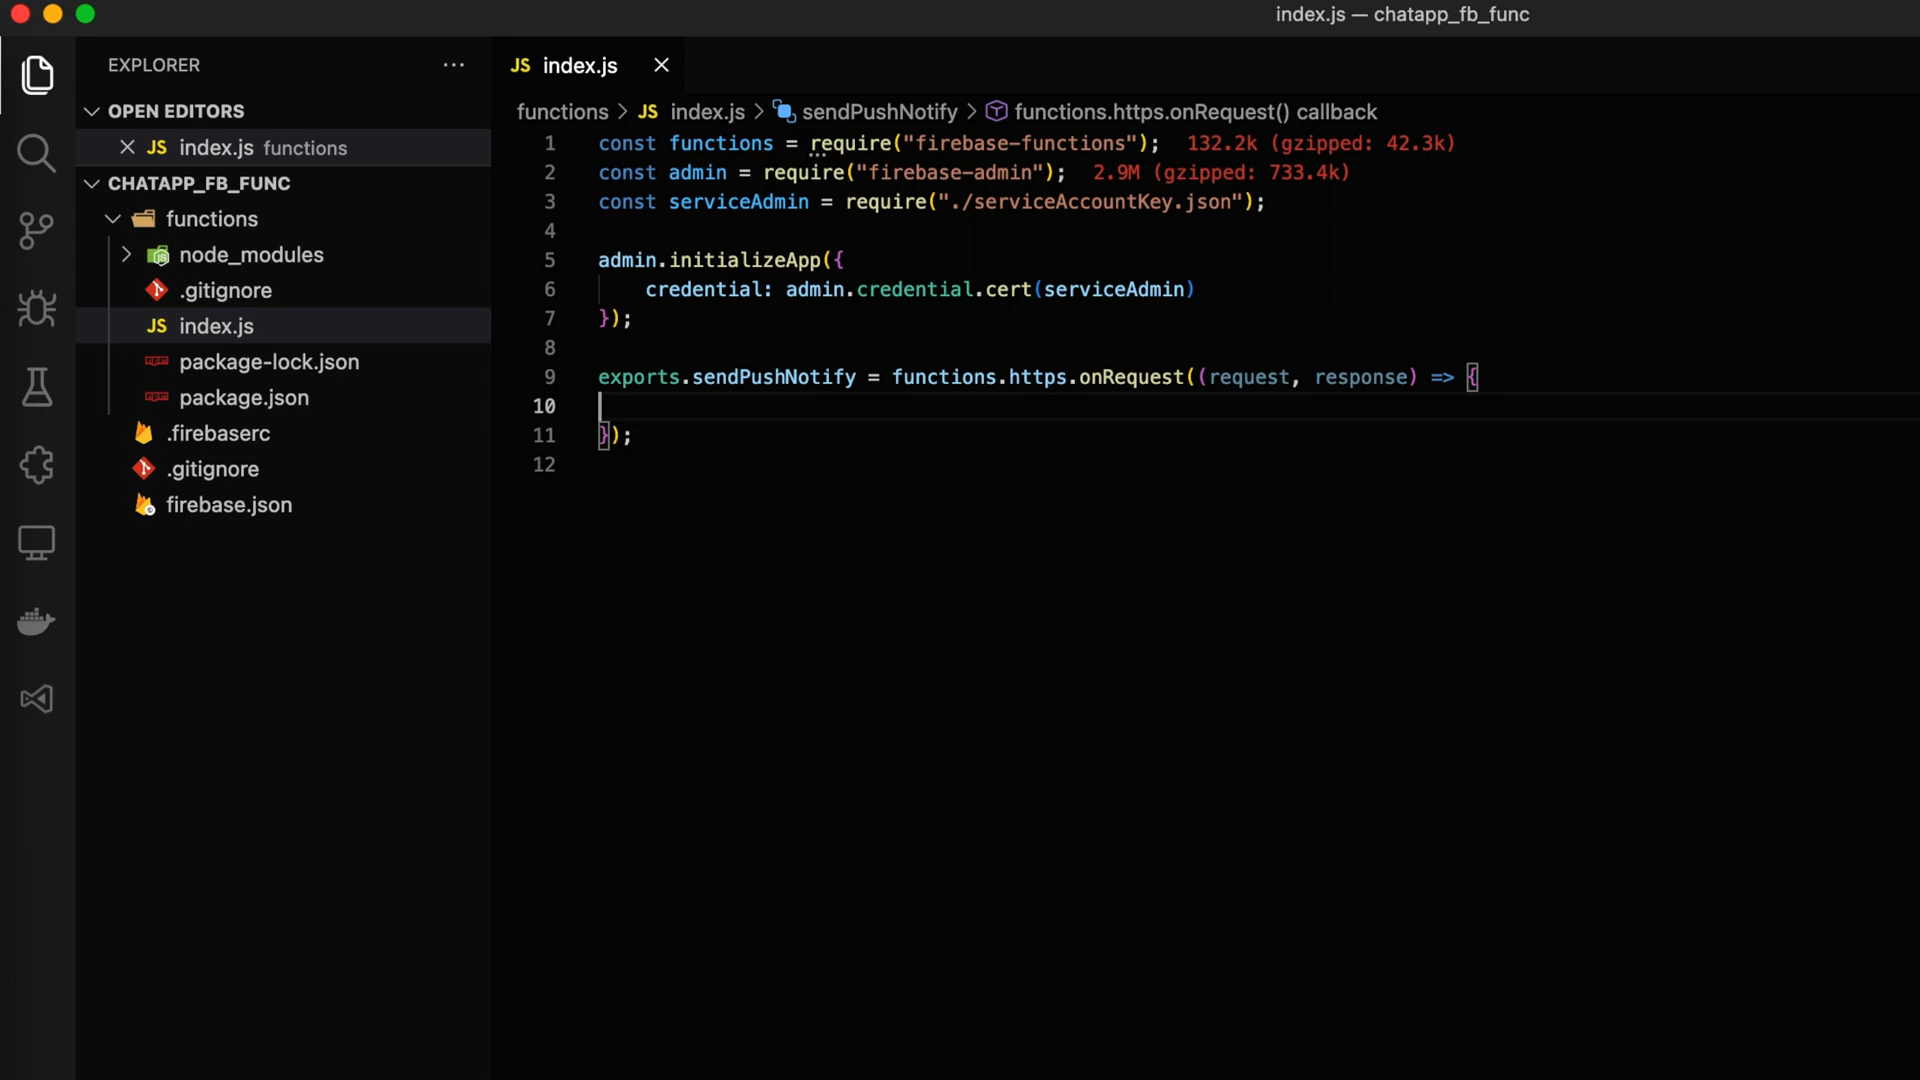 index.js — chatapp_fb_func
EXPLORER
JS index.js
OPEN EDITORS
JS index.js functions
CHATAPP_FB_FUNC
functions
node_modules
.gitignore
JS index.js
package-lock.json
package.json
.firebaserc
.gitignore
firebase.json
functions > JS index.js > sendPushNotify > functions.https.onRequest() callback
1 const functions = require("firebase-functions"); 132.2k (gzipped: 42.3k)
2 const admin = require("firebase-admin"); 2.9M (gzipped: 733.4k)
3 const serviceAdmin = require("./serviceAccountKey.json");
4
5 admin.initializeApp({
6 credential: admin.credential.cert(serviceAdmin)
7 });
8
9 exports.sendPushNotify = functions.https.onRequest((request, response) => {
10
11 });
12